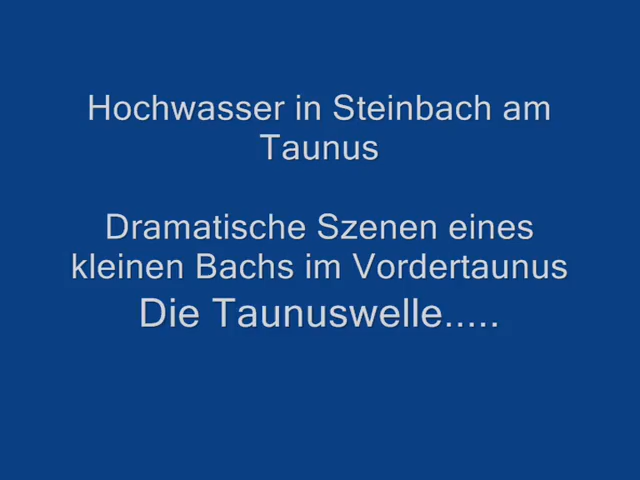 Hochwasser in Steinbach am
Taunus
Dramatische Szenen eines
kleinen Bachs im Vordertaunus
Die Taunuswelle.....